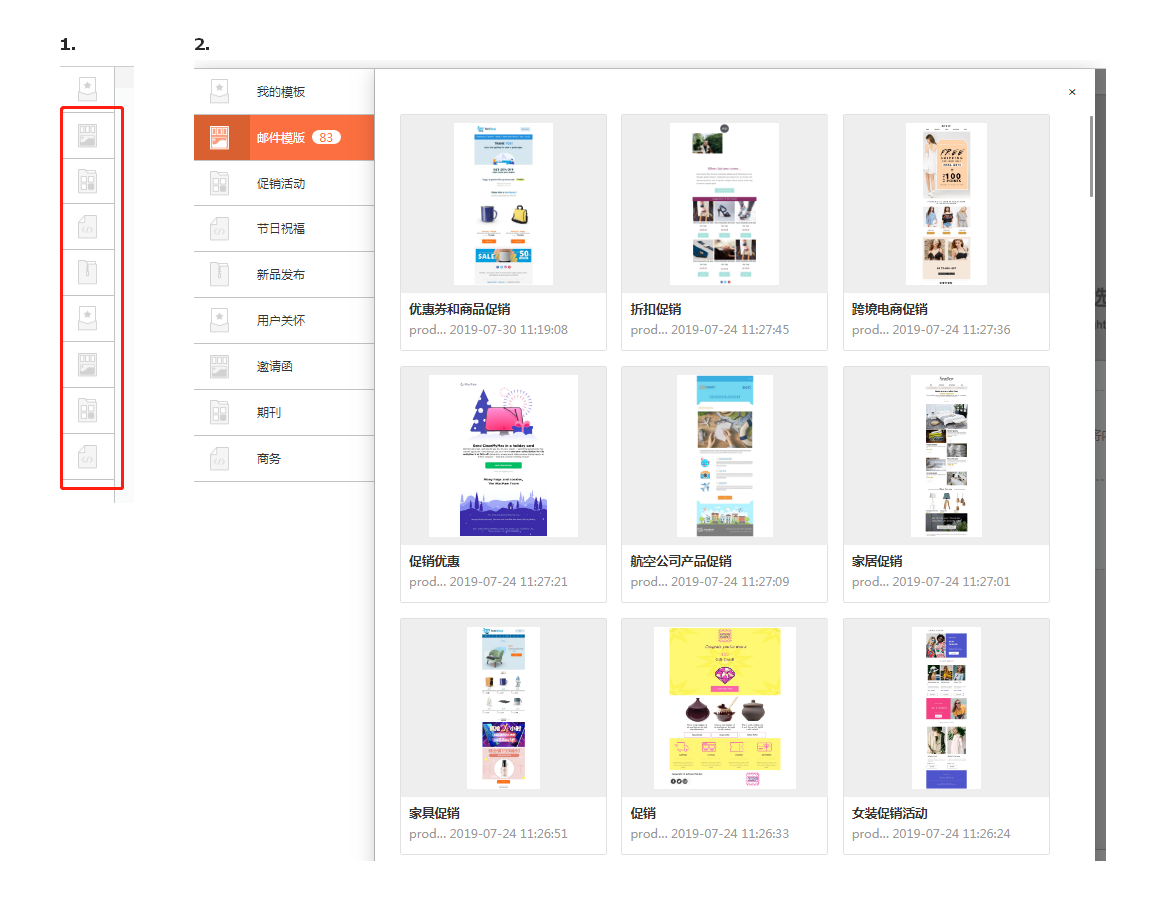 1.
2.
我的模板
邮件模版 83
促销活动
节日祝福
新品发布
用户关怀
邀请函
期刊
商务
×
优惠券和商品促销
prod... 2019-07-30 11:19:08
折扣促销
prod... 2019-07-24 11:27:45
FREE
SHIPPING
100
跨境电商促销
prod... 2019-07-24 11:27:36
促销优惠
prod... 2019-07-24 11:27:21
航空公司产品促销
prod... 2019-07-24 11:27:09
家居促销
prod... 2019-07-24 11:27:01
THANK YOU!
SALE
50
家具促销
prod... 2019-07-24 11:26:51
促销
prod... 2019-07-24 11:26:33
女装促销活动
prod... 2019-07-24 11:26:24